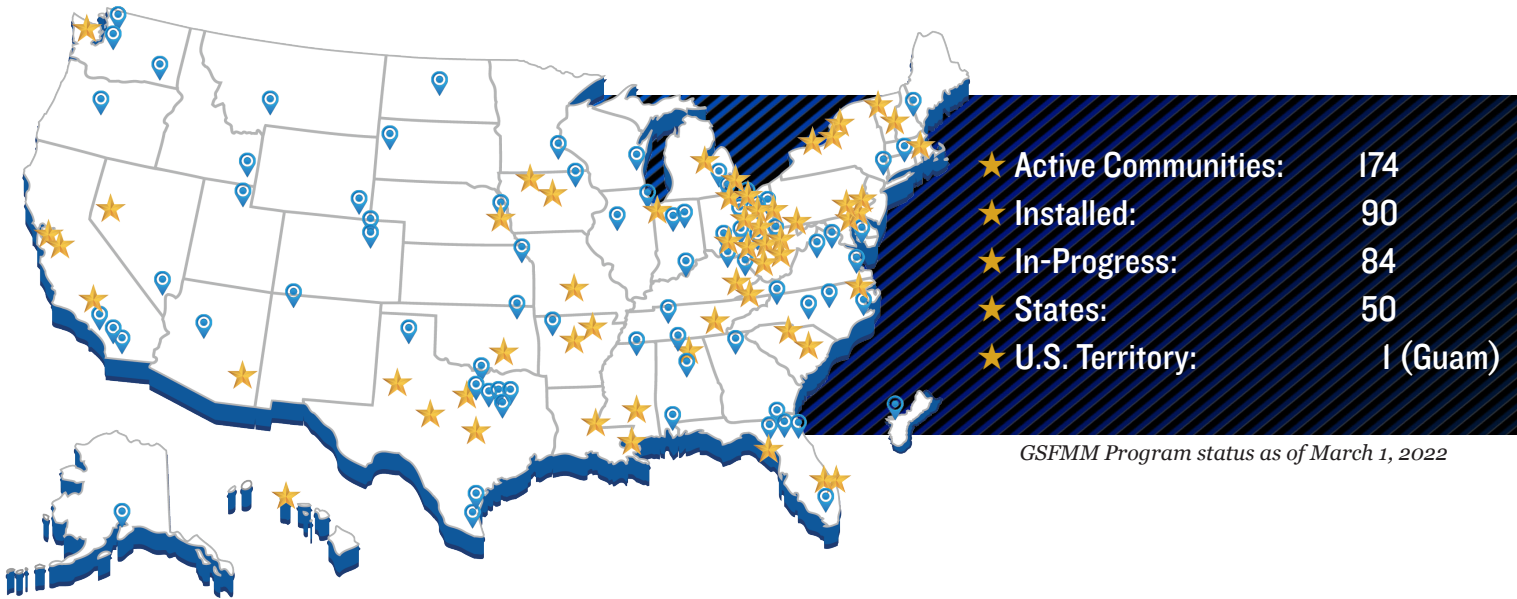 Active Communities: 174
Installed: 90
In-Progress: 84
States: 50
U.S. Territory: 1 (Guam)
GSFMM Program status as of March 1, 2022